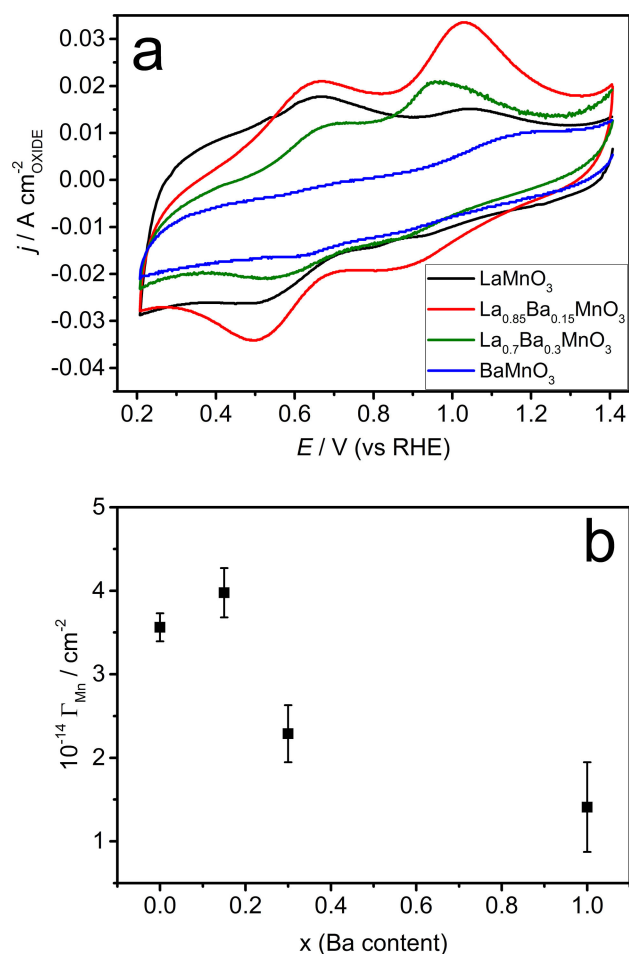 a
0.03
0.02
0.01
0.00
-0.01
-0.02
-0.03
-0.04
j / A cm⁻²OXIDE
LaMnO₃
La₀.₈₅Ba₀.₁₅MnO₃
La₀.₇Ba₀.₃MnO₃
BaMnO₃
0.2 0.4 0.6 0.8 1.0 1.2 1.4
E / V (vs RHE)
b
5
4
3
2
1
10⁻¹⁴ Γ_Mn / cm⁻²
0.0 0.2 0.4 0.6 0.8 1.0
x (Ba content)